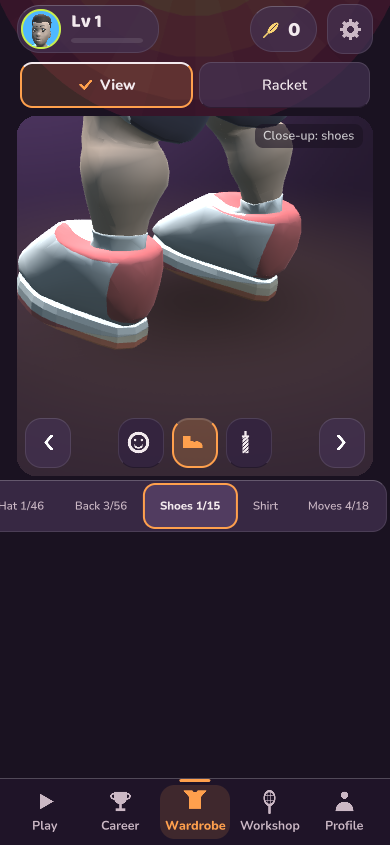 Lv 1
0
View
Racket
Close-up: shoes
Hat 1/46
Back 3/56
Shoes 1/15
Shirt
Moves 4/18
Play
Career
Wardrobe
Workshop
Profile